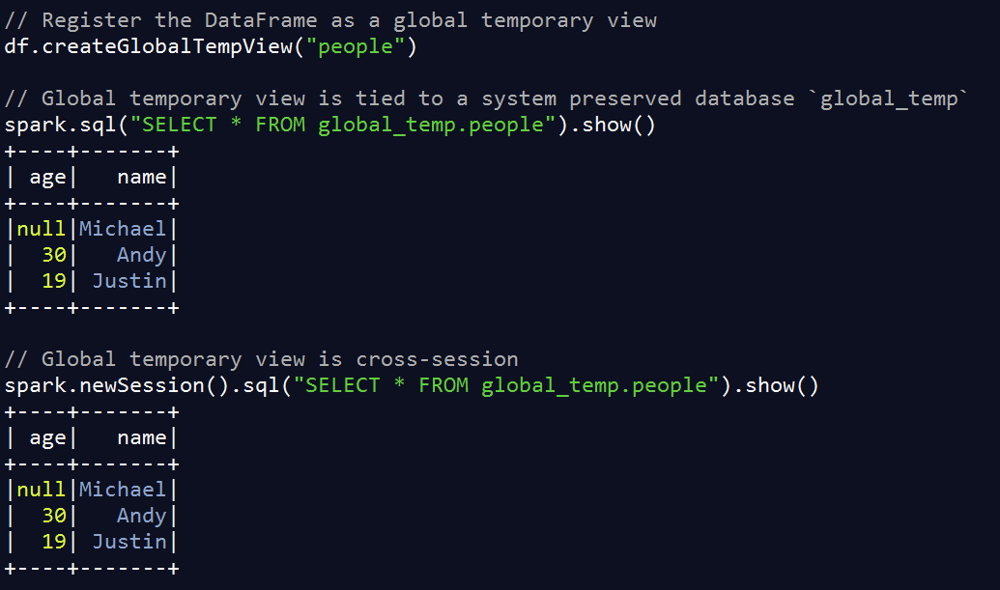 // Register the DataFrame as a global temporary view
df.createGlobalTempView("people")

// Global temporary view is tied to a system preserved database `global_temp`
spark.sql("SELECT * FROM global_temp.people").show()
+----+-------+
| age|   name|
+----+-------+
|null|Michael|
|  30|   Andy|
|  19| Justin|
+----+-------+

// Global temporary view is cross-session
spark.newSession().sql("SELECT * FROM global_temp.people").show()
+----+-------+
| age|   name|
+----+-------+
|null|Michael|
|  30|   Andy|
|  19| Justin|
+----+-------+